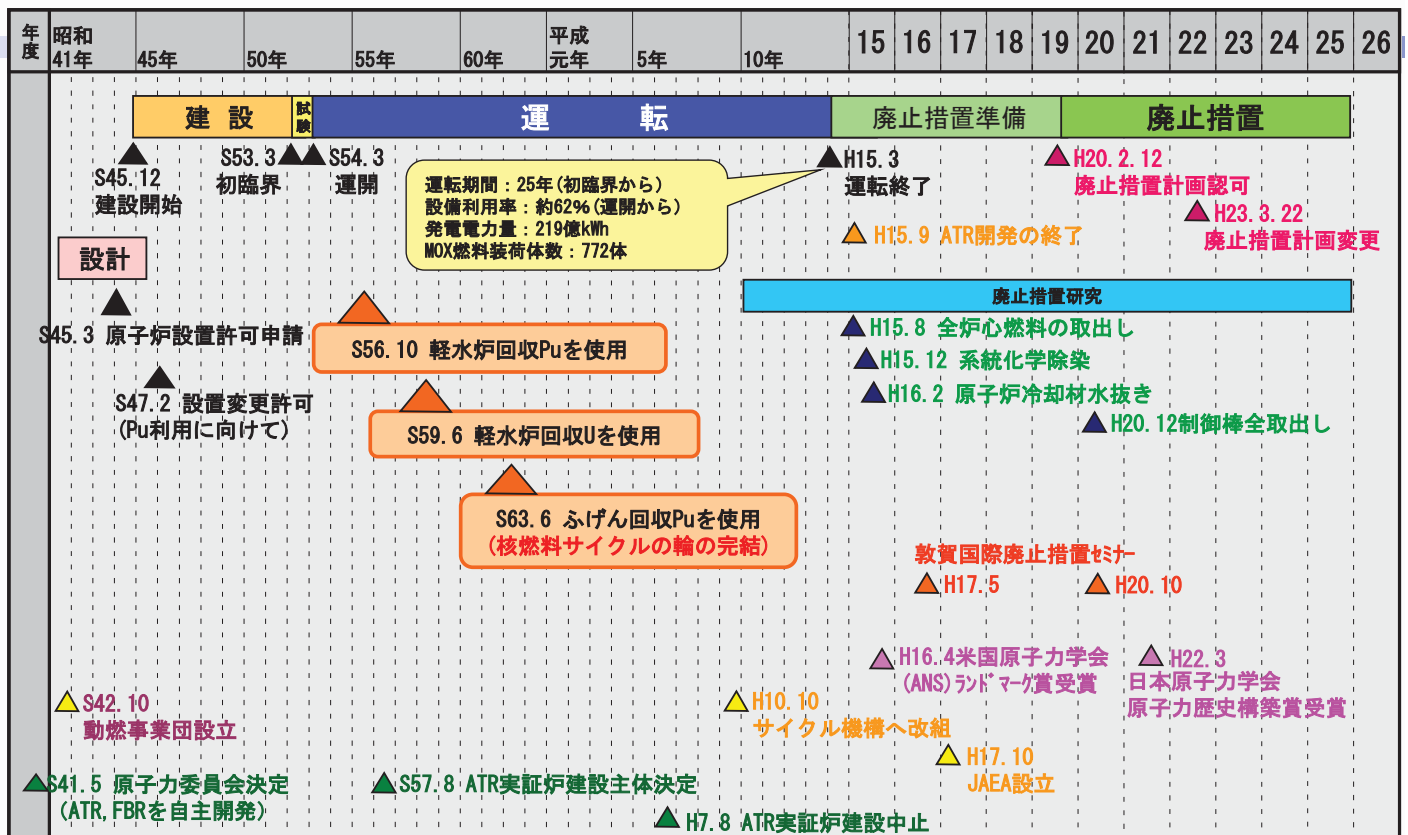 年度
昭和
41年
45年
50年
55年
60年
平成
元年
5年
10年
15
16
17
18
19
20
21
22
23
24
25
26
建 設
試験
運 転
廃止措置準備
廃止措置
S45.12
建設開始
S53.3
初臨界
S54.3
運開
運転期間：25年(初臨界から)
設備利用率：約62%(運開から)
発電電力量：219億kWh
MOX燃料装荷体数：772体
H15.3
運転終了
H20.2.12
廃止措置計画認可
H23.3.22
廃止措置計画変更
H15.9 ATR開発の終了
設計
廃止措置研究
S45.3 原子炉設置許可申請
S56.10 軽水炉回収Puを使用
H15.8 全炉心燃料の取出し
H15.12 系統化学除染
S47.2 設置変更許可
(Pu利用に向けて)
H16.2 原子炉冷却材水抜き
S59.6 軽水炉回収Uを使用
H20.12制御棒全取出し
S63.6 ふげん回収Puを使用
(核燃料サイクルの輪の完結)
敦賀国際廃止措置ｾﾐﾅｰ
H17.5
H20.10
H16.4米国原子力学会
(ANS)ﾗﾝﾄﾞﾏｰｸ賞受賞
H22.3
日本原子力学会
原子力歴史構築賞受賞
S42.10
動燃事業団設立
H10.10
サイクル機構へ改組
H17.10
JAEA設立
S41.5 原子力委員会決定
(ATR,FBRを自主開発)
S57.8 ATR実証炉建設主体決定
H7.8 ATR実証炉建設中止